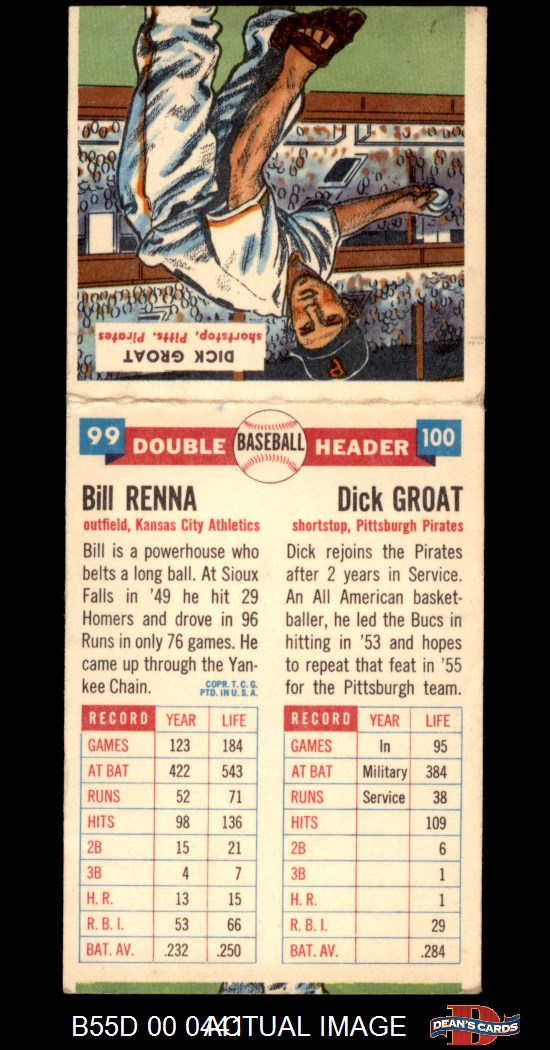 shortstop, Pitts. Pirates
DICK GROAT
P
99 DOUBLE BASEBALL HEADER 100
Bill RENNA
outfield, Kansas City Athletics
Bill is a powerhouse who
belts a long ball. At Sioux
Falls in '49 he hit 29
Homers and drove in 96
Runs in only 76 games. He
came up through the Yan-
kee Chain.
COPR. T. C. G.
PTD. IN U. S. A.
RECORD YEAR LIFE
GAMES 123 184
AT BAT 422 543
RUNS 52 71
HITS 98 136
2B 15 21
3B 4 7
H. R. 13 15
R. B. I. 53 66
BAT. AV. .232 .250
Dick GROAT
shortstop, Pittsburgh Pirates
Dick rejoins the Pirates
after 2 years in Service.
An All American basket-
baller, he led the Bucs in
hitting in '53 and hopes
to repeat that feat in '55
for the Pittsburgh team.
RECORD YEAR LIFE
GAMES In 95
AT BAT Military 384
RUNS Service 38
HITS 109
2B 6
3B 1
H. R. 1
R. B. I. 29
BAT. AV. .284
B55D 00 ACTUAL IMAGE
D
DEAN'S CARDS